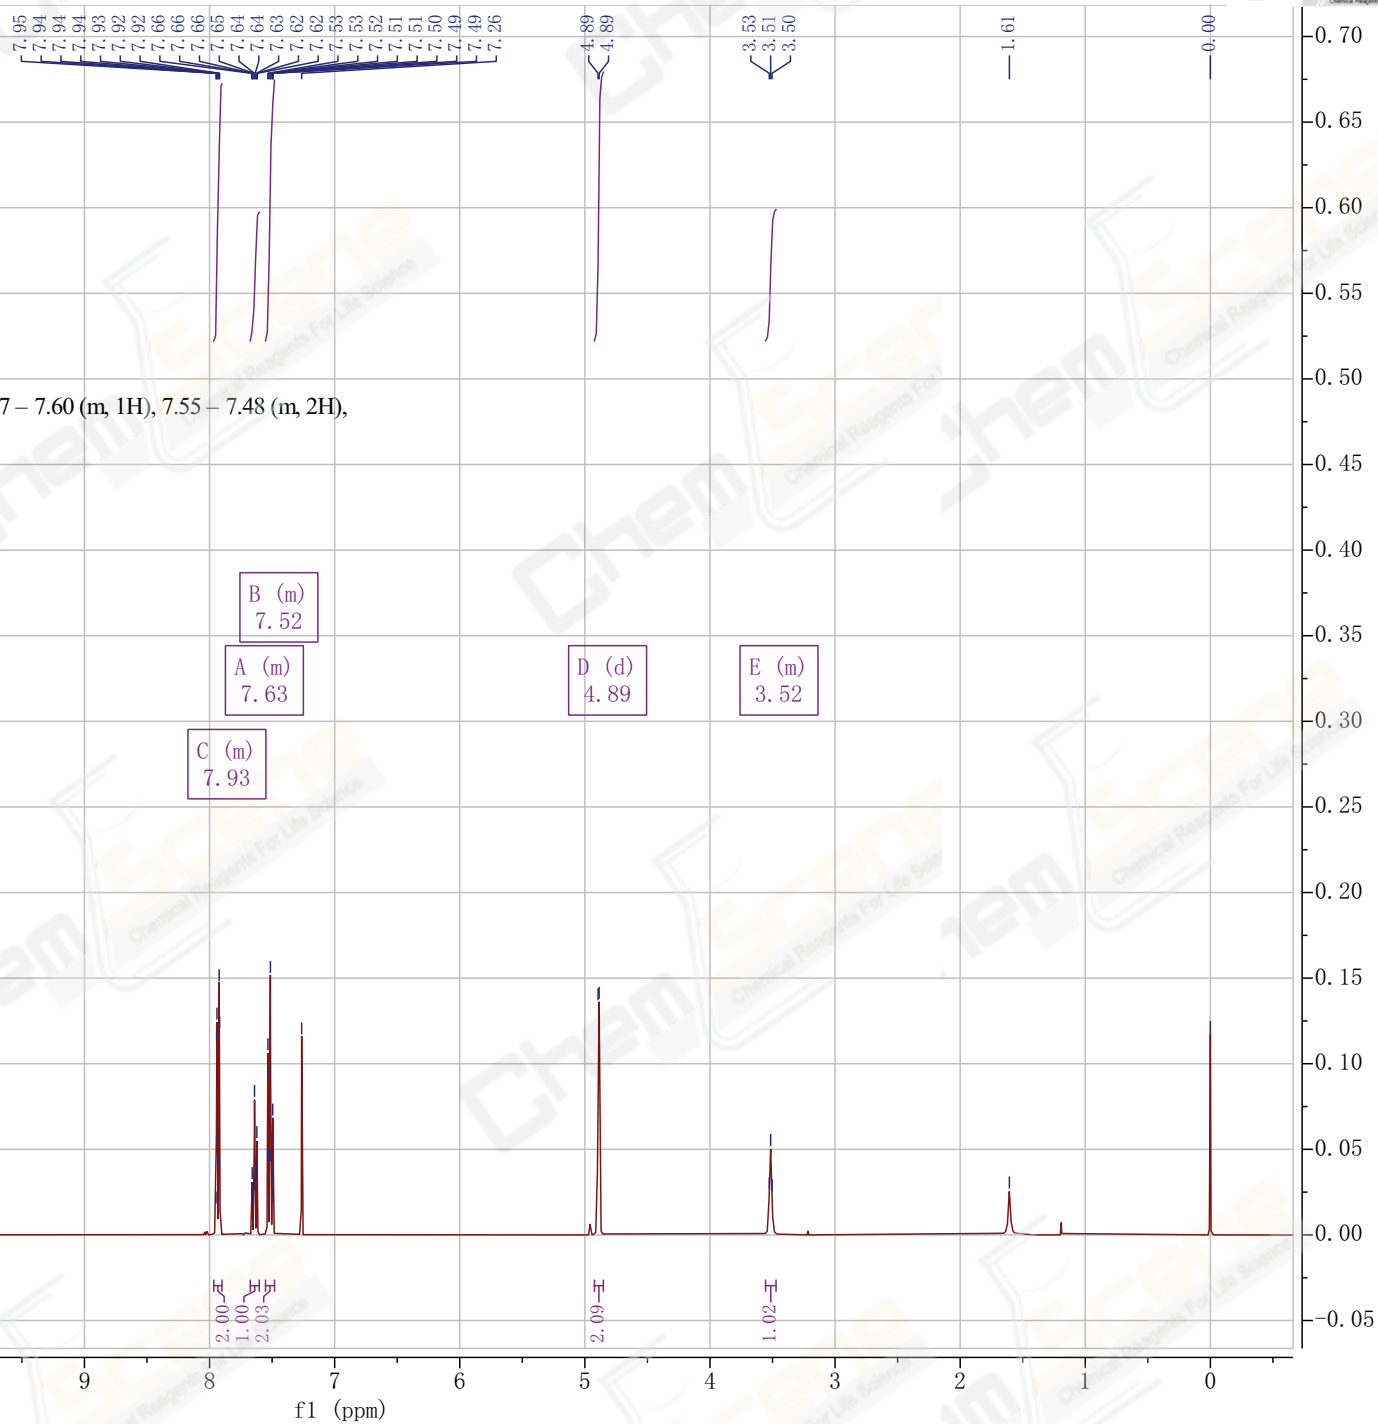 7.95 7.94 7.94 7.94 7.93 7.92 7.92 7.66 7.66 7.66 7.65 7.64 7.64 7.63 7.62 7.62 7.53 7.53 7.52 7.51 7.51 7.50 7.49 7.49 7.26 4.89 4.89 3.53 3.51 3.50 1.61 0.00
0.70
0.65
0.60
0.55
0.50
7 – 7.60 (m, 1H), 7.55 – 7.48 (m, 2H),
0.45
0.40
B (m)
7.52
0.35
A (m)
7.63
D (d)
4.89
E (m)
3.52
0.30
C (m)
7.93
0.25
0.20
0.15
0.10
0.05
0.00
2.00 1.00 2.03 2.09 1.02
-0.05
9 8 7 6 5 4 3 2 1 0
f1 (ppm)
ChemScene
Chemical Reagents For Life Science